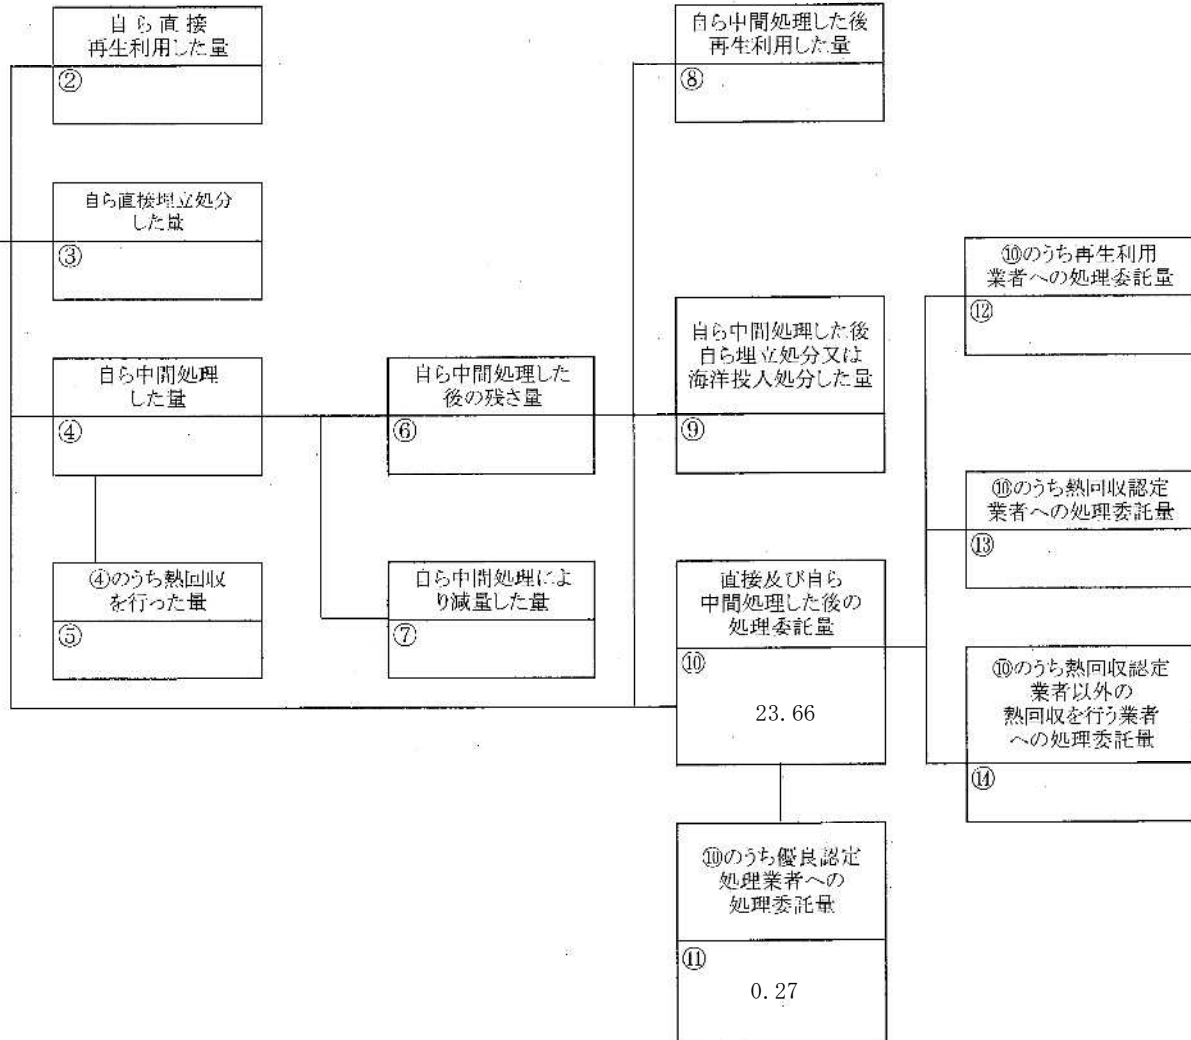 自ら直接
再生利用した量
②
自ら直接埋立処分
した量
③
自ら中間処理
した量
④
④のうち熱回収
を行った量
⑤
自ら中間処理した
後の残さ量
⑥
自ら中間処理によ
り減量した量
⑦
自ら中間処理した後
再生利用した量
⑧
自ら中間処理した後
自ら埋立処分又は
海洋投入処分した量
⑨
直接及び自ら
中間処理した後の
処理委託量
⑩
23.66
⑩のうち優良認定
処理業者への
処理委託量
⑪
0.27
⑩のうち再生利用
業者への処理委託量
⑫
⑩のうち熱回収認定
業者への処理委託量
⑬
⑩のうち熱回収認定
業者以外の
熱回収を行う業者
への処理委託量
⑭